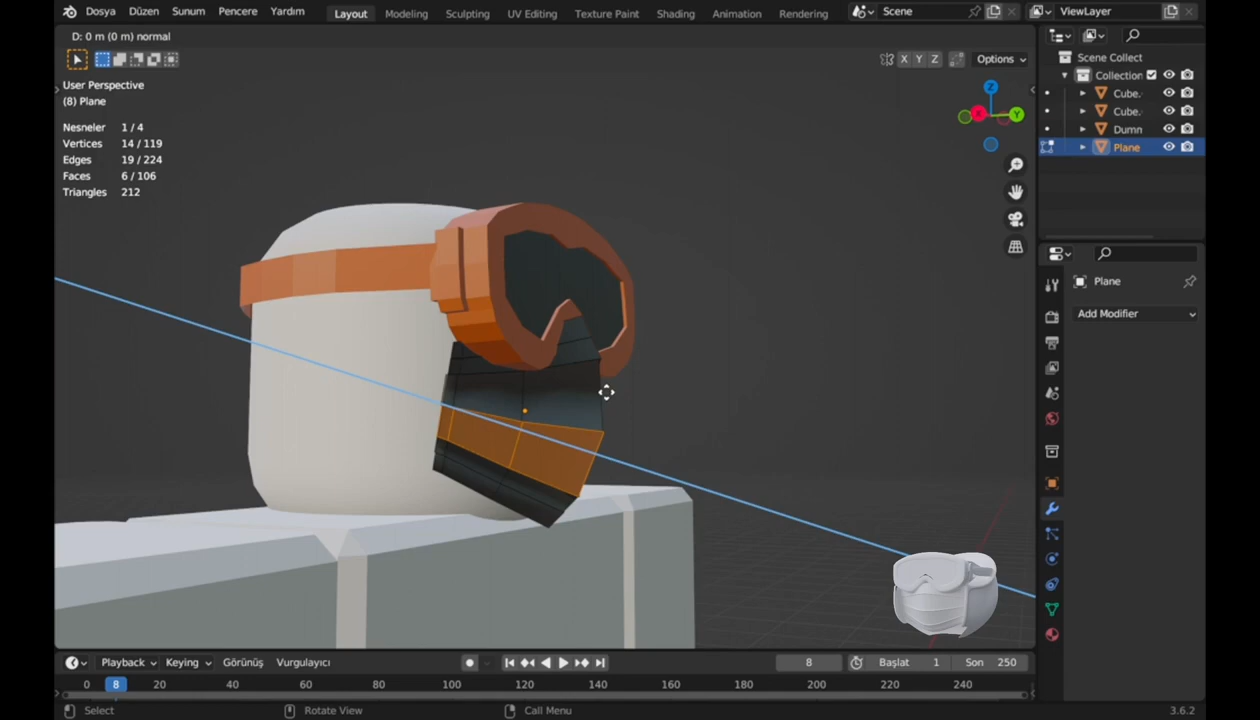 Dosya Düzen Sunum Pencere Yardım Layout Modeling Sculpting UV Editing Texture Paint Shading Animation Rendering Scene ViewLayer
D: 0 m (0 m) normal
X Y Z Options
User Perspective
(8) Plane
Nesneler 1 / 4
Vertices 14 / 119
Edges 19 / 224
Faces 6 / 106
Triangles 212
Z
X Y
Scene Collect
Collection
Cube.
Cube.
Dumn
Plane
Plane
Add Modifier
Playback Keying Görünüş Vurgulayıcı 8 Başlat 1 Son 250
0 8 20 40 60 80 100 120 140 160 180 200 220 240
Select Rotate View Call Menu 3.6.2